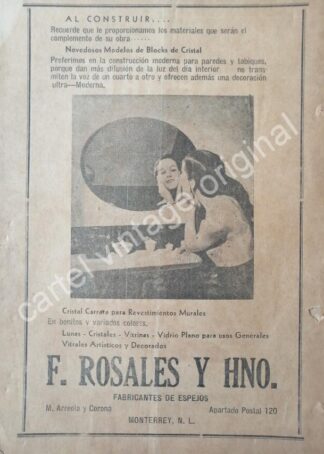 AL CONSTRUIR....
Recuerde que le proporcionamos los materiales que serán el
complemento de su obra
Novedosos Modelos de Blocks de Cristal
Preferimos en la construcción moderna para paredes y tabiques,
porque dan más difusión de la luz del día interior no trans
miten la voz de un cuarto a otro y ofrecen además una decoración
ultra—Moderna.
cartel vintage original
Cristal Carrara para Revestimientos Murales
En bonitos y variados colores.
Lunas - Cristales - Vitrinas - Vidrio Plano para usos Generales
Vitrales Artísticos y Decorados
F. ROSALES Y HNO.
FABRICANTES DE ESPEJOS
M. Arreola y Corona Apartado Postal 120
MONTERREY, N. L.